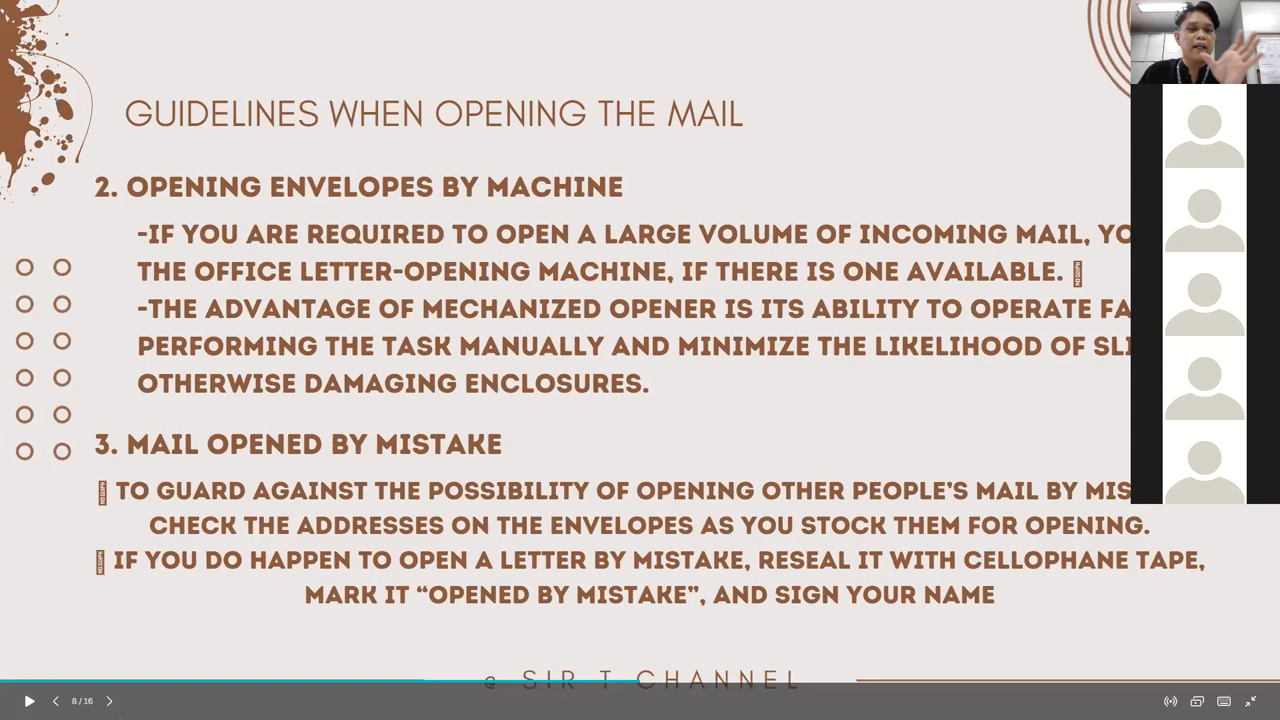 GUIDELINES WHEN OPENING THE MAIL
2. OPENING ENVELOPES BY MACHINE
-IF YOU ARE REQUIRED TO OPEN A LARGE VOLUME OF INCOMING MAIL,
THE OFFICE LETTER-OPENING MACHINE, IF THERE IS ONE AVAILABLE.
-THE ADVANTAGE OF MECHANIZED OPENER IS ITS ABILITY TO OPERATE
PERFORMING THE TASK MANUALLY AND MINIMIZE THE LIKELIHOOD OF
OTHERWISE DAMAGING ENCLOSURES.
3. MAIL OPENED BY MISTAKE
TO GUARD AGAINST THE POSSIBILITY OF OPENING OTHER PEOPLE’S MAIL BY
CHECK THE ADDRESSES ON THE ENVELOPES AS YOU STOCK THEM FOR OPENING.
IF YOU DO HAPPEN TO OPEN A LETTER BY MISTAKE, RESEAL IT WITH CELLOPHANE TAPE,
MARK IT “OPENED BY MISTAKE”, AND SIGN YOUR NAME
@ SIR T CHANNEL
8 / 16